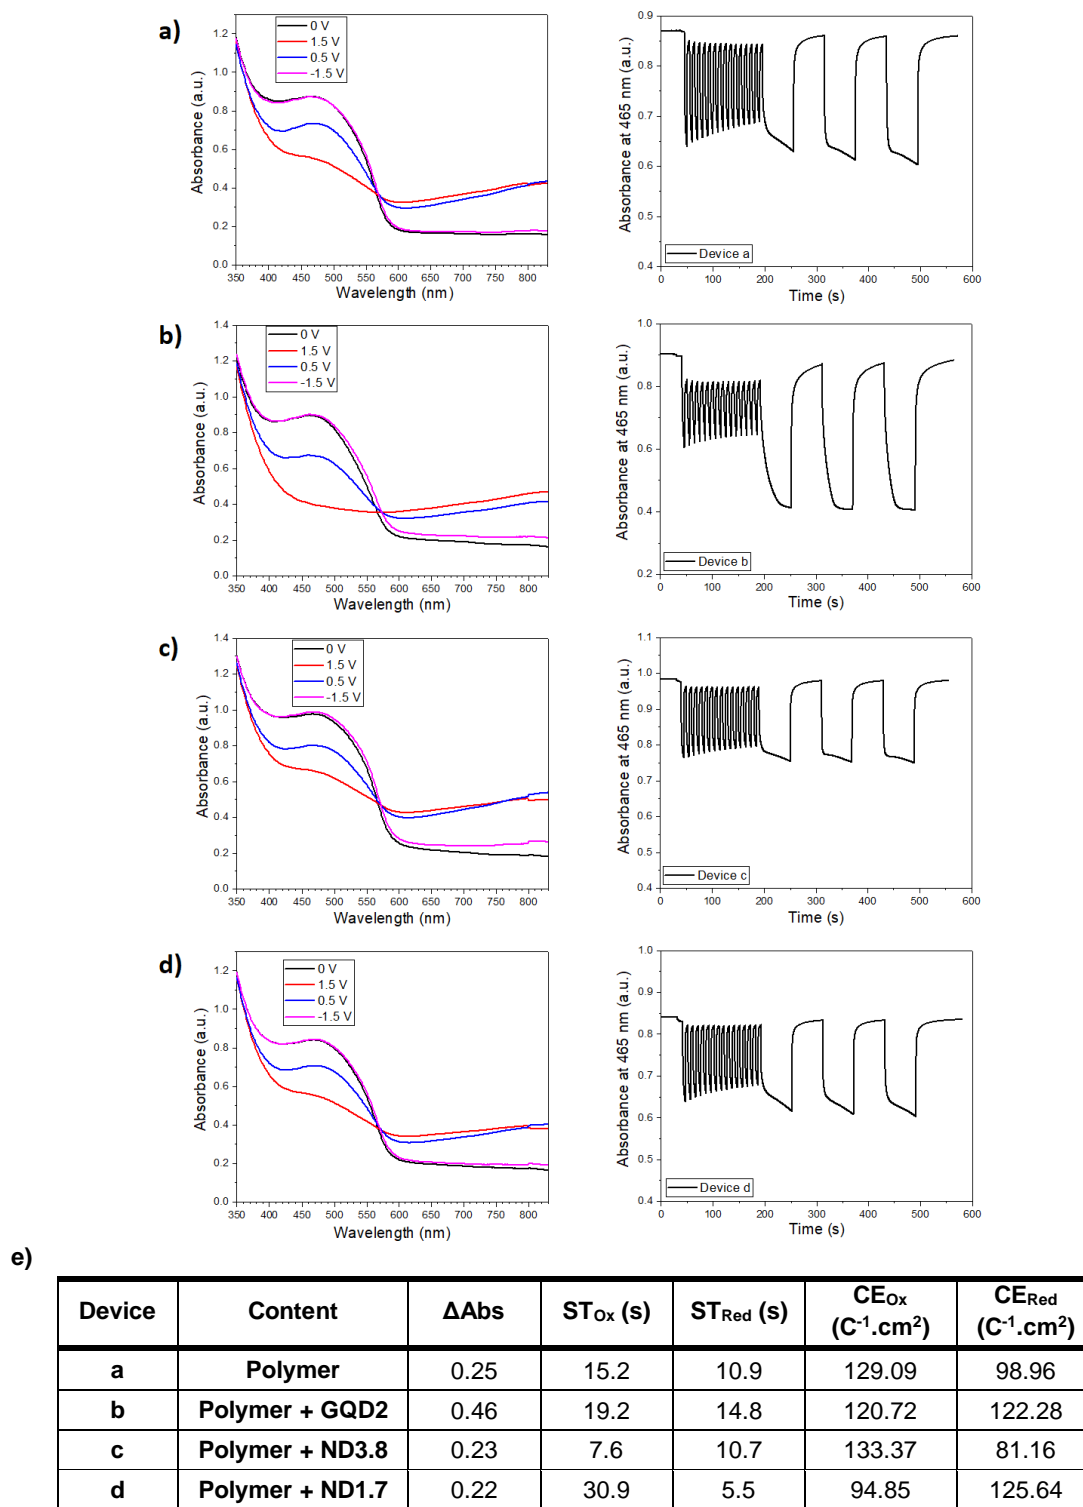 a)
0 V
1.5 V
0.5 V
-1.5 V
Absorbance (a.u.)
1.2
1.0
0.8
0.6
0.4
0.2
0.0
350 400 450 500 550 600 650 700 750 800
Wavelength (nm)
Absorbance at 465 nm (a.u.)
0.9
0.8
0.7
0.6
0.5
0.4
Device a
0 100 200 300 400 500 600
Time (s)
b)
0 V
1.5 V
0.5 V
-1.5 V
Absorbance (a.u.)
1.4
1.2
1.0
0.8
0.6
0.4
0.2
0.0
350 400 450 500 550 600 650 700 750 800
Wavelength (nm)
Absorbance at 465 nm (a.u.)
1.0
0.8
0.6
0.4
0.2
Device b
0 100 200 300 400 500 600
Time (s)
c)
0 V
1.5 V
0.5 V
-1.5 V
Absorbance (a.u.)
1.4
1.2
1.0
0.8
0.6
0.4
0.2
0.0
350 400 450 500 550 600 650 700 750 800
Wavelength (nm)
Absorbance at 465 nm (a.u.)
1.1
1.0
0.9
0.8
0.7
0.6
0.5
0.4
Device c
0 100 200 300 400 500 600
Time (s)
d)
0 V
1.5 V
0.5 V
-1.5 V
Absorbance (a.u.)
1.2
1.0
0.8
0.6
0.4
0.2
0.0
350 400 450 500 550 600 650 700 750 800
Wavelength (nm)
Absorbance at 465 nm (a.u.)
1.0
0.9
0.8
0.7
0.6
0.5
0.4
Device d
0 100 200 300 400 500 600
Time (s)
e)
Device Content ΔAbs STOx (s) STRed (s) CEOx (C⁻¹.cm²) CERed (C⁻¹.cm²)
a Polymer 0.25 15.2 10.9 129.09 98.96
b Polymer + GQD2 0.46 19.2 14.8 120.72 122.28
c Polymer + ND3.8 0.23 7.6 10.7 133.37 81.16
d Polymer + ND1.7 0.22 30.9 5.5 94.85 125.64